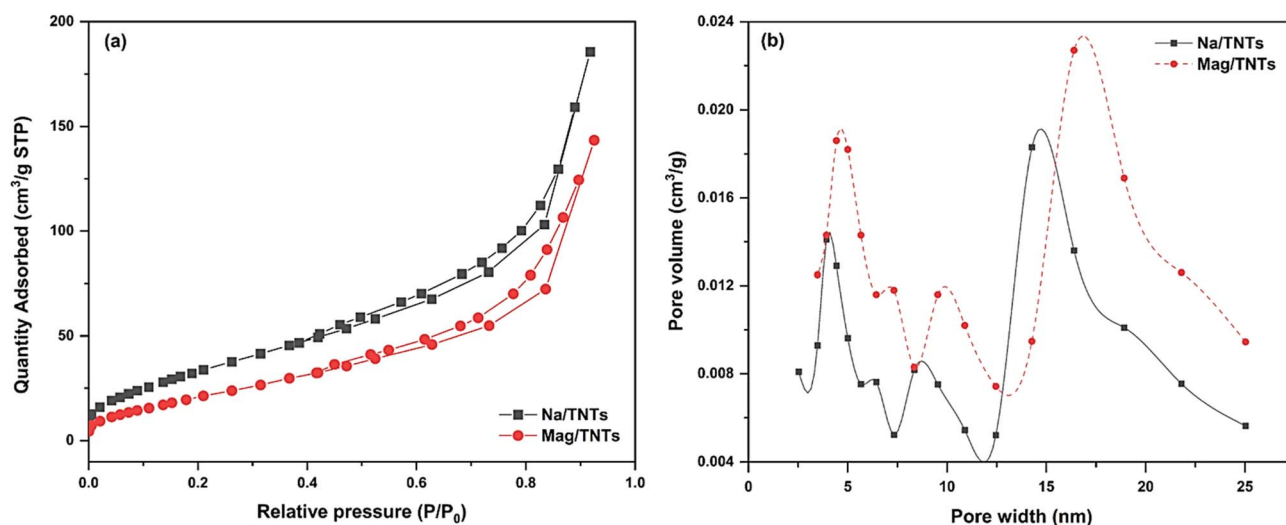 (a)
Quantity Adsorbed (cm³/g STP)
200
150
100
50
0
0.0 0.2 0.4 0.6 0.8 1.0
Relative pressure (P/P₀)
Na/TNTs
Mag/TNTs
(b)
Pore volume (cm³/g)
0.024
0.020
0.016
0.012
0.008
0.004
0 5 10 15 20 25
Pore width (nm)
Na/TNTs
Mag/TNTs